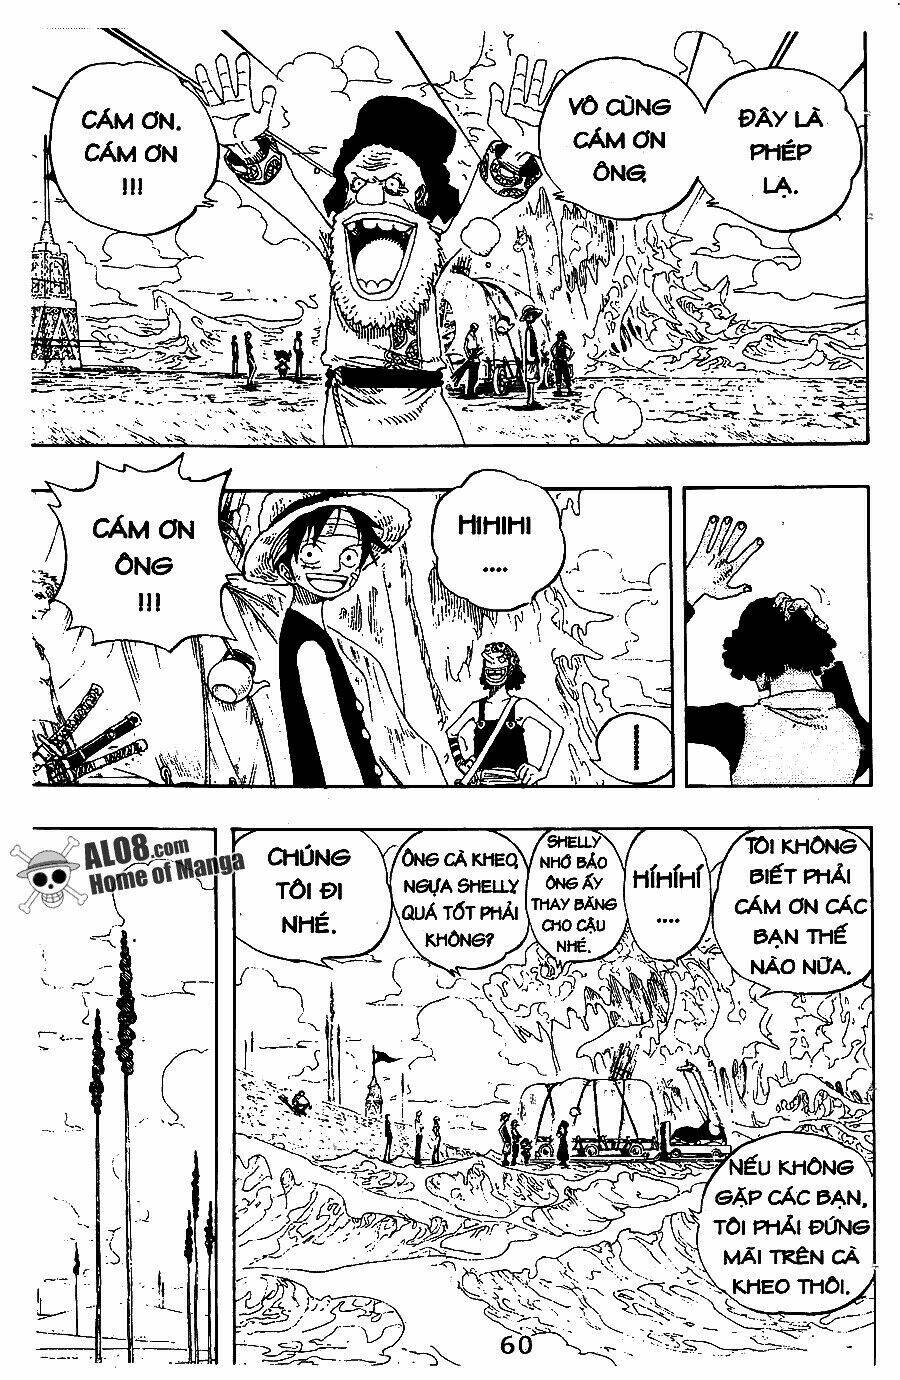 ĐÂY LÀ
PHÉP
LẠ.
VÔ CÙNG
CÁM ƠN
ÔNG.
CÁM ƠN.
CÁM ƠN
!!!
HIHIHI
....
CÁM ƠN
ÔNG
!!!
TÔI KHÔNG
BIẾT PHẢI
CÁM ƠN CÁC
BẠN THẾ
NÀO NỮA.
HÍHÍHÍ
....
SHELLY
NHỚ BẢO
ÔNG ẤY
THAY BĂNG
CHO CẬU
NHÉ.
ÔNG CÀ KHEO,
NGỰA SHELLY
QUÁ TỐT PHẢI
KHÔNG?
CHÚNG
TÔI ĐI
NHÉ.
NẾU KHÔNG
GẶP CÁC BẠN,
TÔI PHẢI ĐỨNG
MÃI TRÊN CÀ
KHEO THÔI.
ALO8.com
Home of Manga
60